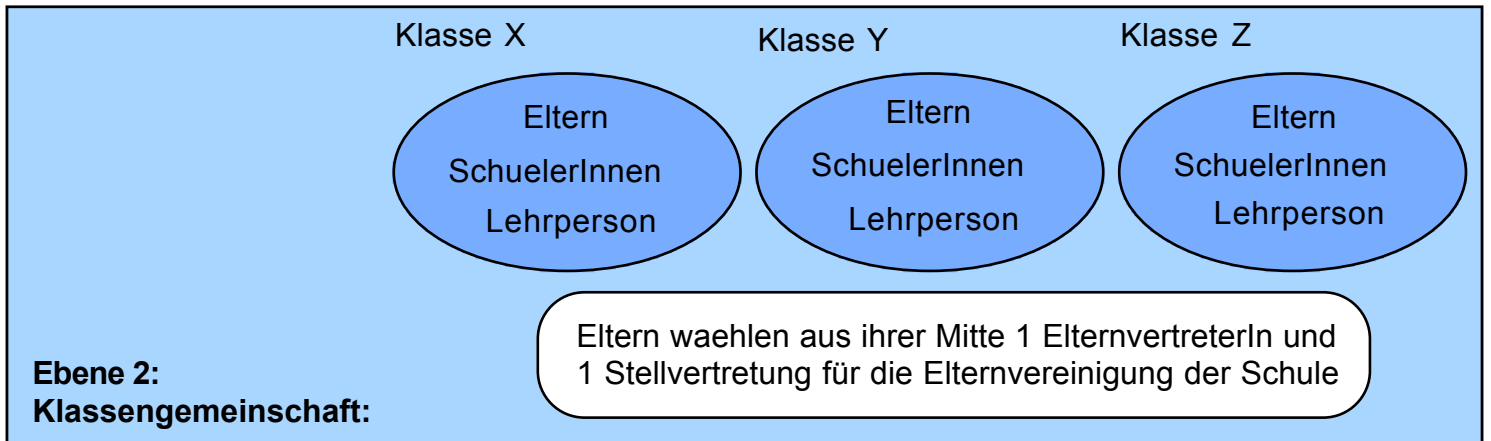 Klasse X
Klasse Y
Klasse Z
Eltern
SchuelerInnen
Lehrperson
Eltern
SchuelerInnen
Lehrperson
Eltern
SchuelerInnen
Lehrperson
Eltern waehlen aus ihrer Mitte 1 ElternvertreterIn und
1 Stellvertretung für die Elternvereinigung der Schule
Ebene 2:
Klassengemeinschaft: